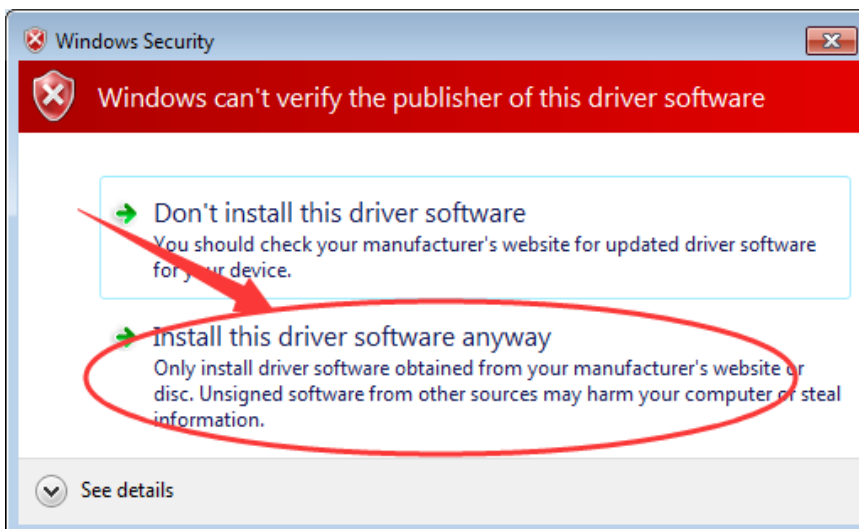 Windows Security
Windows can't verify the publisher of this driver software
Don't install this driver software
You should check your manufacturer's website for updated driver software
for your device.
Install this driver software anyway
Only install driver software obtained from your manufacturer's website or
disc. Unsigned software from other sources may harm your computer or steal
information.
See details